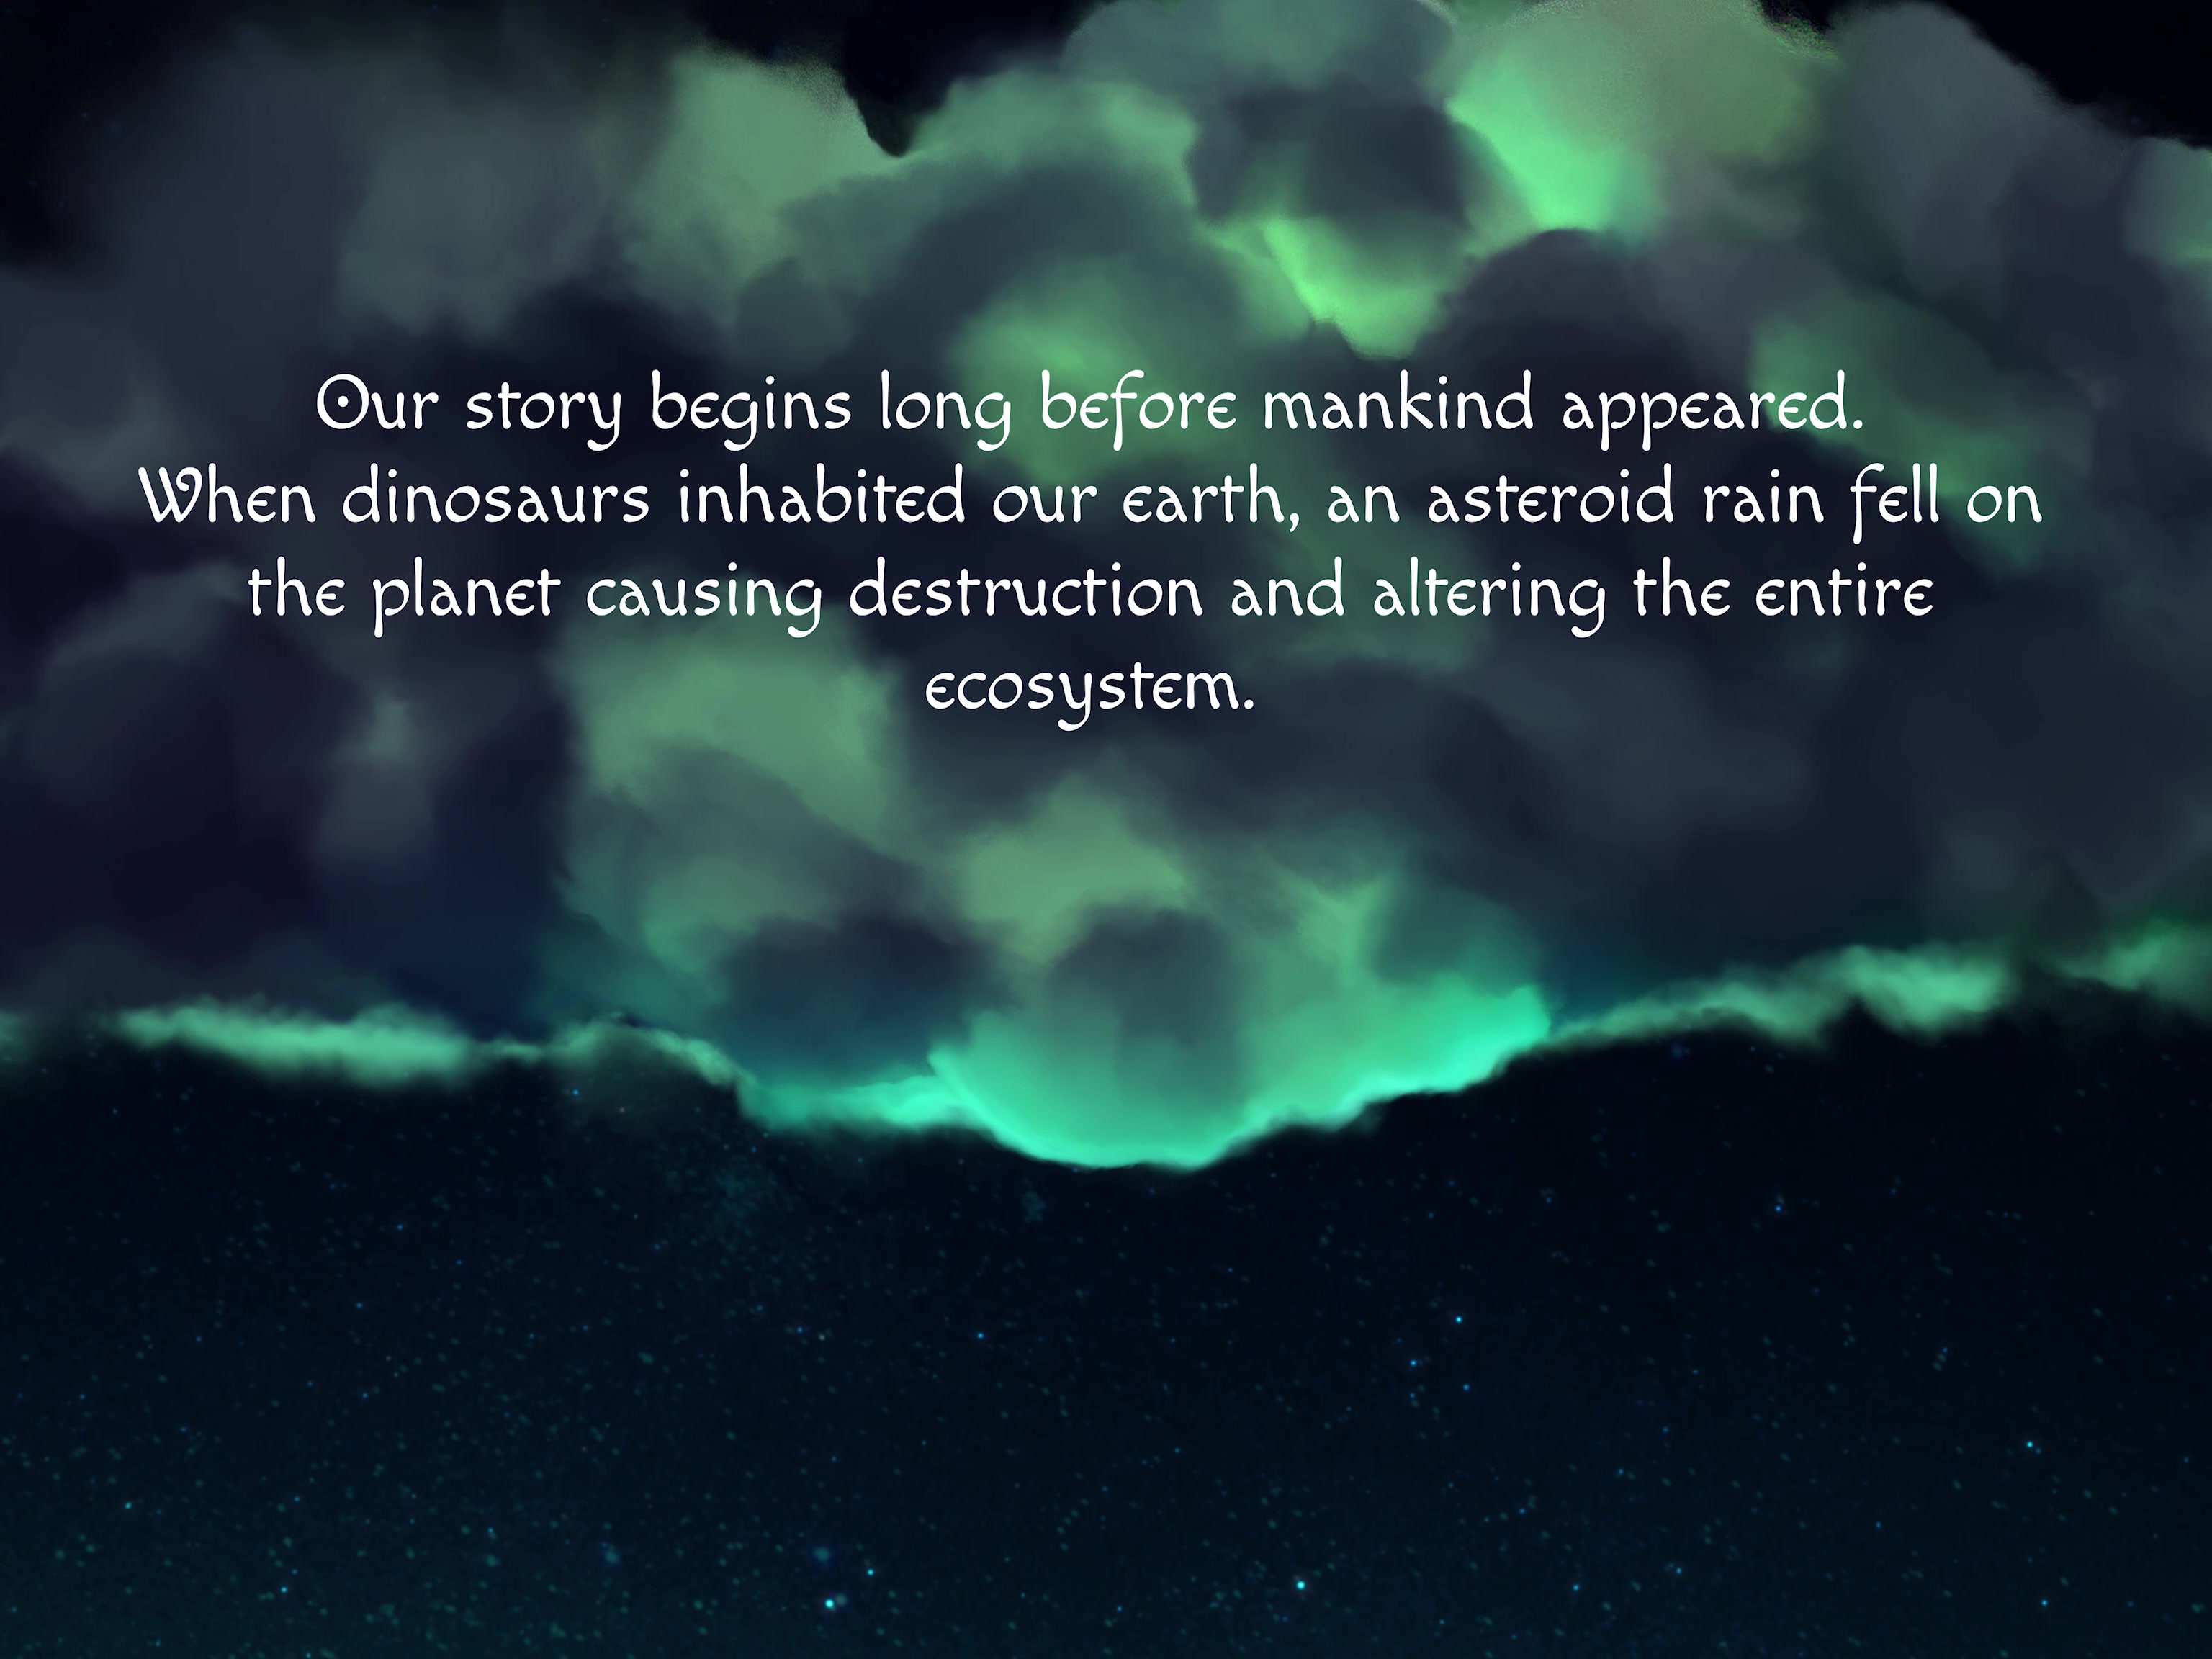 Our story begins long before mankind appeared.
When dinosaurs inhabited our earth, an asteroid rain fell on
the planet causing destruction and altering the entire
ecosystem.